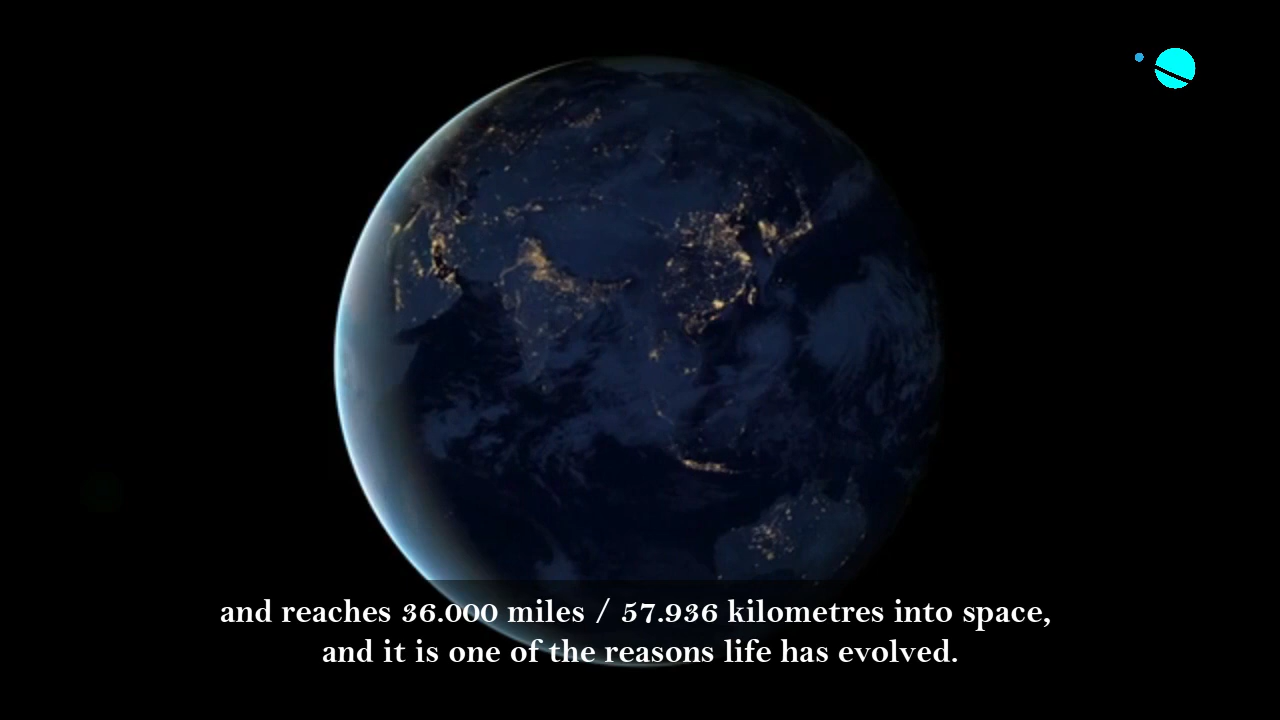 and reaches 36.000 miles / 57.936 kilometres into space,
and it is one of the reasons life has evolved.